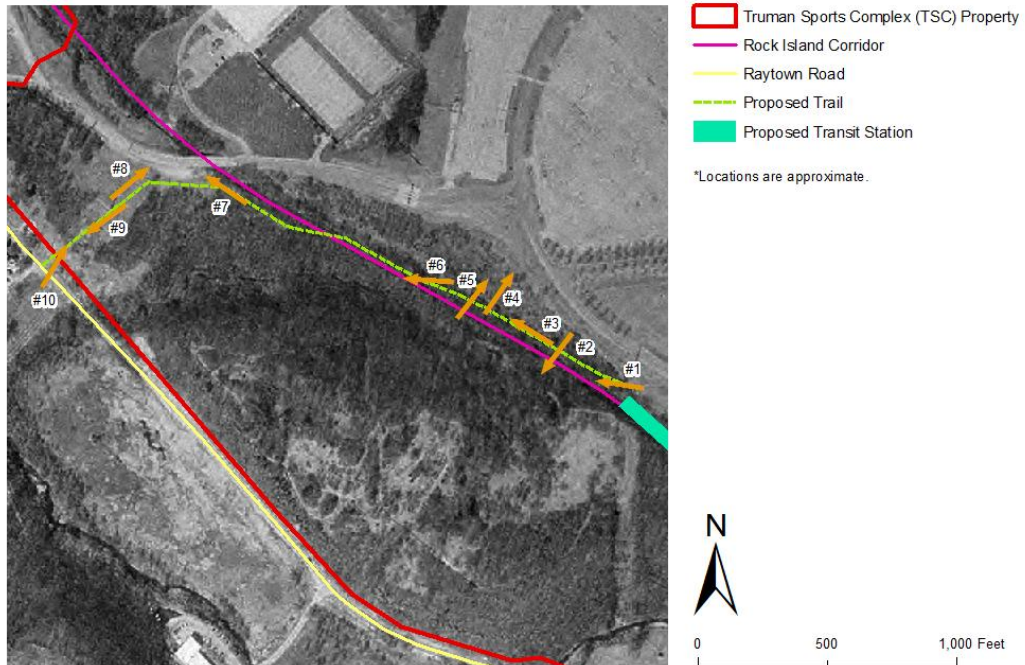 Truman Sports Complex (TSC) Property
Rock Island Corridor
Raytown Road
Proposed Trail
Proposed Transit Station
*Locations are approximate.
#8
#7
#9
#10
#6
#5
#4
#3
#2
#1
N
0 500 1,000 Feet